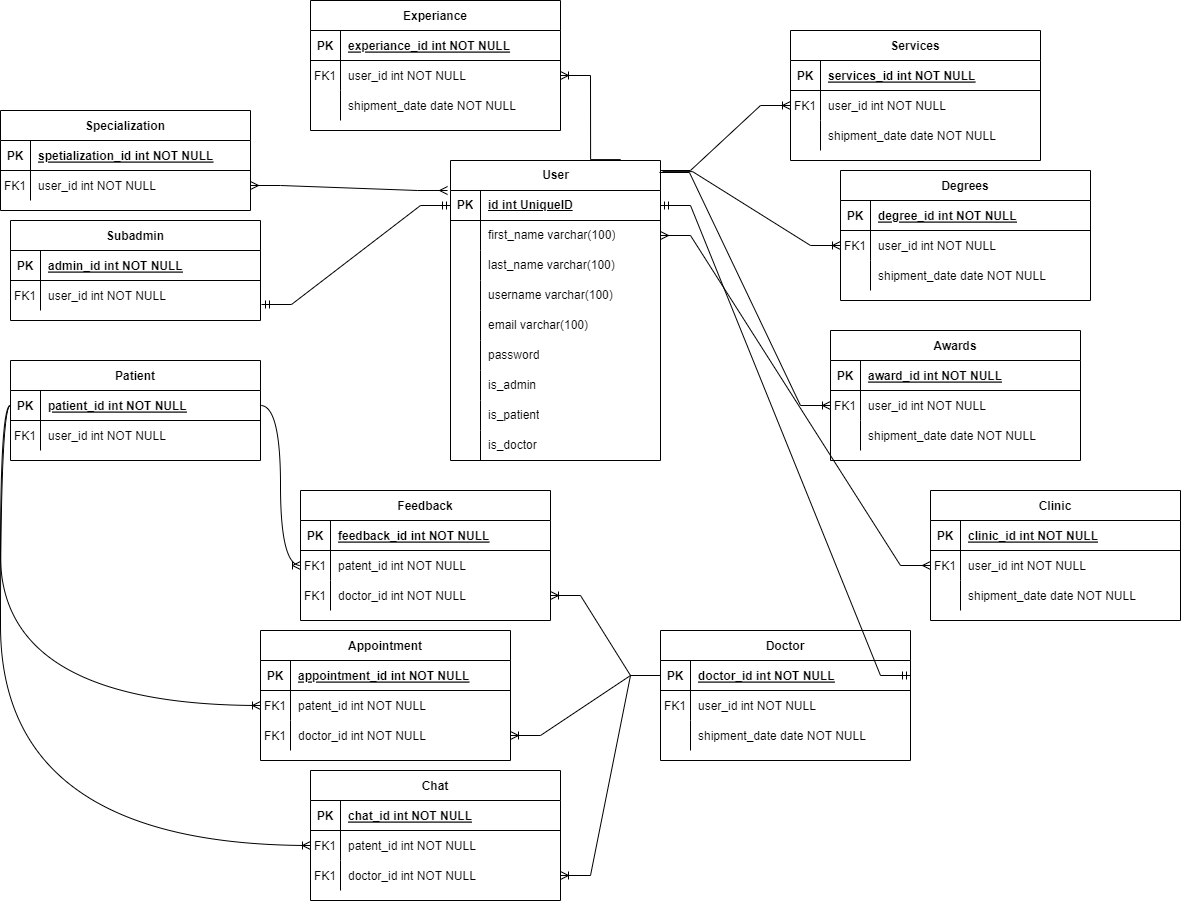 Experiance
PK experiance_id int NOT NULL
FK1 user_id int NOT NULL
shipment_date date NOT NULL
Services
PK services_id int NOT NULL
FK1 user_id int NOT NULL
shipment_date date NOT NULL
Specialization
PK spetialization_id int NOT NULL
FK1 user_id int NOT NULL
User
PK id int UniqueID
first_name varchar(100)
last_name varchar(100)
username varchar(100)
email varchar(100)
password
is_admin
is_patient
is_doctor
Degrees
PK degree_id int NOT NULL
FK1 user_id int NOT NULL
shipment_date date NOT NULL
Subadmin
PK admin_id int NOT NULL
FK1 user_id int NOT NULL
Awards
PK award_id int NOT NULL
FK1 user_id int NOT NULL
shipment_date date NOT NULL
Patient
PK patient_id int NOT NULL
FK1 user_id int NOT NULL
Feedback
PK feedback_id int NOT NULL
FK1 patent_id int NOT NULL
FK1 doctor_id int NOT NULL
Clinic
PK clinic_id int NOT NULL
FK1 user_id int NOT NULL
shipment_date date NOT NULL
Appointment
PK appointment_id int NOT NULL
FK1 patent_id int NOT NULL
FK1 doctor_id int NOT NULL
Doctor
PK doctor_id int NOT NULL
FK1 user_id int NOT NULL
shipment_date date NOT NULL
Chat
PK chat_id int NOT NULL
FK1 patent_id int NOT NULL
FK1 doctor_id int NOT NULL